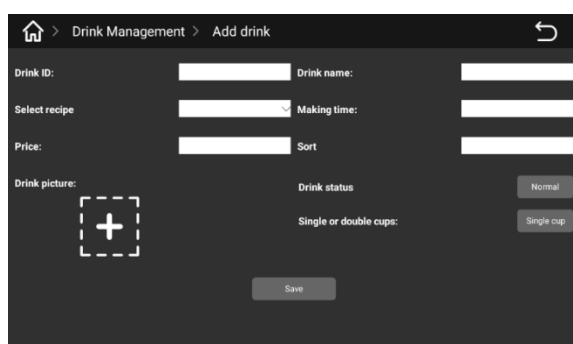 > Drink Management > Add drink
Drink ID:
Drink name:
Select recipe
Making time:
Price:
Sort
Drink picture:
Drink status
Normal
Single or double cups:
Single cup
Save